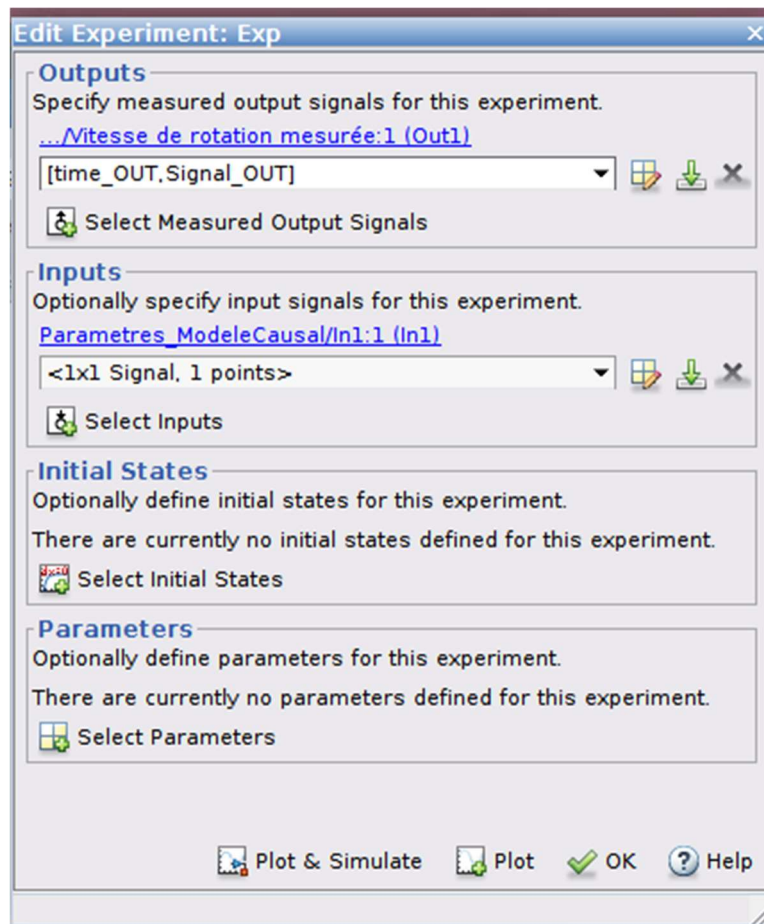 Edit Experiment: Exp
Outputs
Specify measured output signals for this experiment.
.../Vitesse de rotation mesurée:1 (Out1)
[time_OUT,Signal_OUT]
Select Measured Output Signals
Inputs
Optionally specify input signals for this experiment.
Parametres_ModeleCausal/In1:1 (In1)
<1x1 Signal, 1 points>
Select Inputs
Initial States
Optionally define initial states for this experiment.
There are currently no initial states defined for this experiment.
Select Initial States
Parameters
Optionally define parameters for this experiment.
There are currently no parameters defined for this experiment.
Select Parameters
Plot & Simulate Plot OK Help